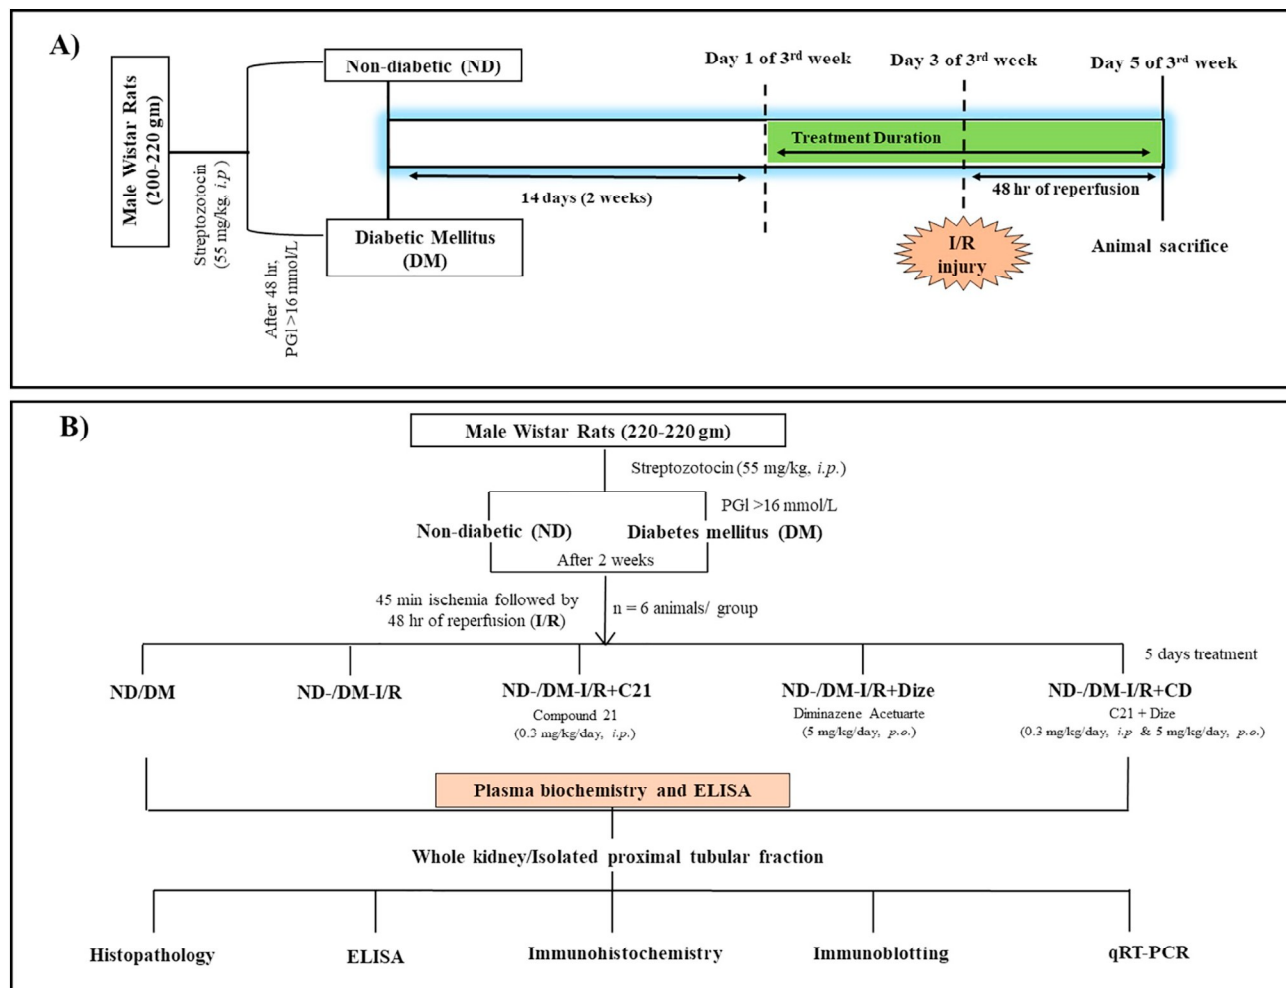 A)
Male Wistar Rats
(200-220 gm)
Streptozotocin
(55 mg/kg, i.p)
After 48 hr,
PGl >16 mmol/L
Non-diabetic (ND)
Diabetic Mellitus
(DM)
Day 1 of 3rd week
Day 3 of 3rd week
Day 5 of 3rd week
Treatment Duration
14 days (2 weeks)
48 hr of reperfusion
I/R
injury
Animal sacrifice
B)
Male Wistar Rats (220-220 gm)
Streptozotocin (55 mg/kg, i.p.)
PGl >16 mmol/L
Non-diabetic (ND)
Diabetes mellitus (DM)
After 2 weeks
45 min ischemia followed by
48 hr of reperfusion (I/R)
n = 6 animals/ group
5 days treatment
ND/DM
ND-/DM-I/R
ND-/DM-I/R+C21
Compound 21
(0.3 mg/kg/day, i.p.)
ND-/DM-I/R+Dize
Diminazene Acetuarte
(5 mg/kg/day, p.o.)
ND-/DM-I/R+CD
C21 + Dize
(0.3 mg/kg/day, i.p & 5 mg/kg/day, p.o.)
Plasma biochemistry and ELISA
Whole kidney/Isolated proximal tubular fraction
Histopathology
ELISA
Immunohistochemistry
Immunoblotting
qRT-PCR